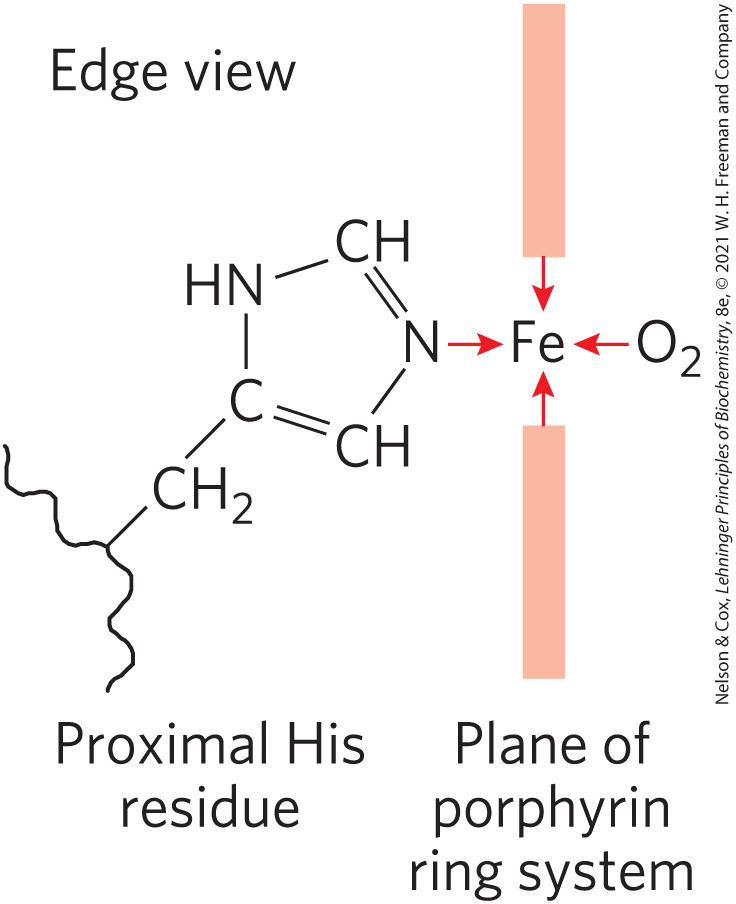 Edge view
CH
HN
N
Fe
O₂
C
CH
CH₂
Proximal His
residue
Plane of
porphyrin
ring system
Nelson & Cox, Lehninger Principles of Biochemistry, 8e, © 2021 W. H. Freeman and Company